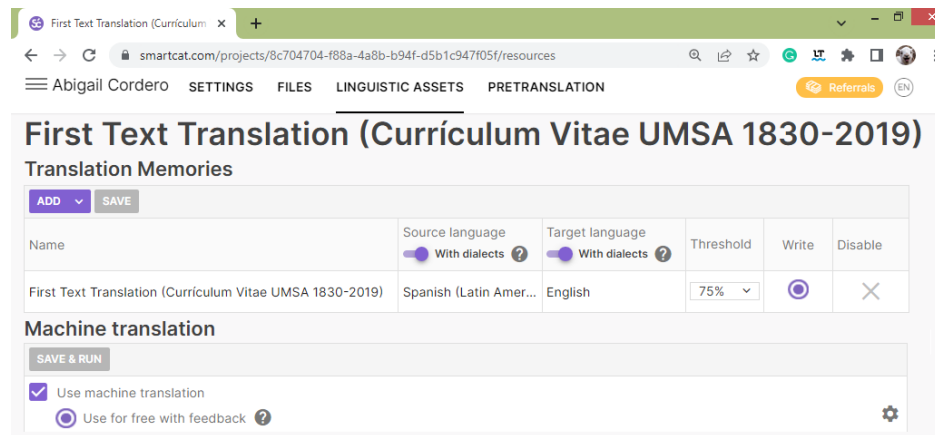 First Text Translation (Currículum
smartcat.com/projects/8c704704-f88a-4a8b-b94f-d5b1c947f05f/resources
Abigail Cordero SETTINGS FILES LINGUISTIC ASSETS PRETRANSLATION Referrals EN
First Text Translation (Currículum Vitae UMSA 1830-2019)
Translation Memories
ADD SAVE
Name Source language With dialects ? Target language With dialects ? Threshold Write Disable
First Text Translation (Currículum Vitae UMSA 1830-2019) Spanish (Latin Amer... English 75%
Machine translation
SAVE & RUN
Use machine translation
Use for free with feedback ?